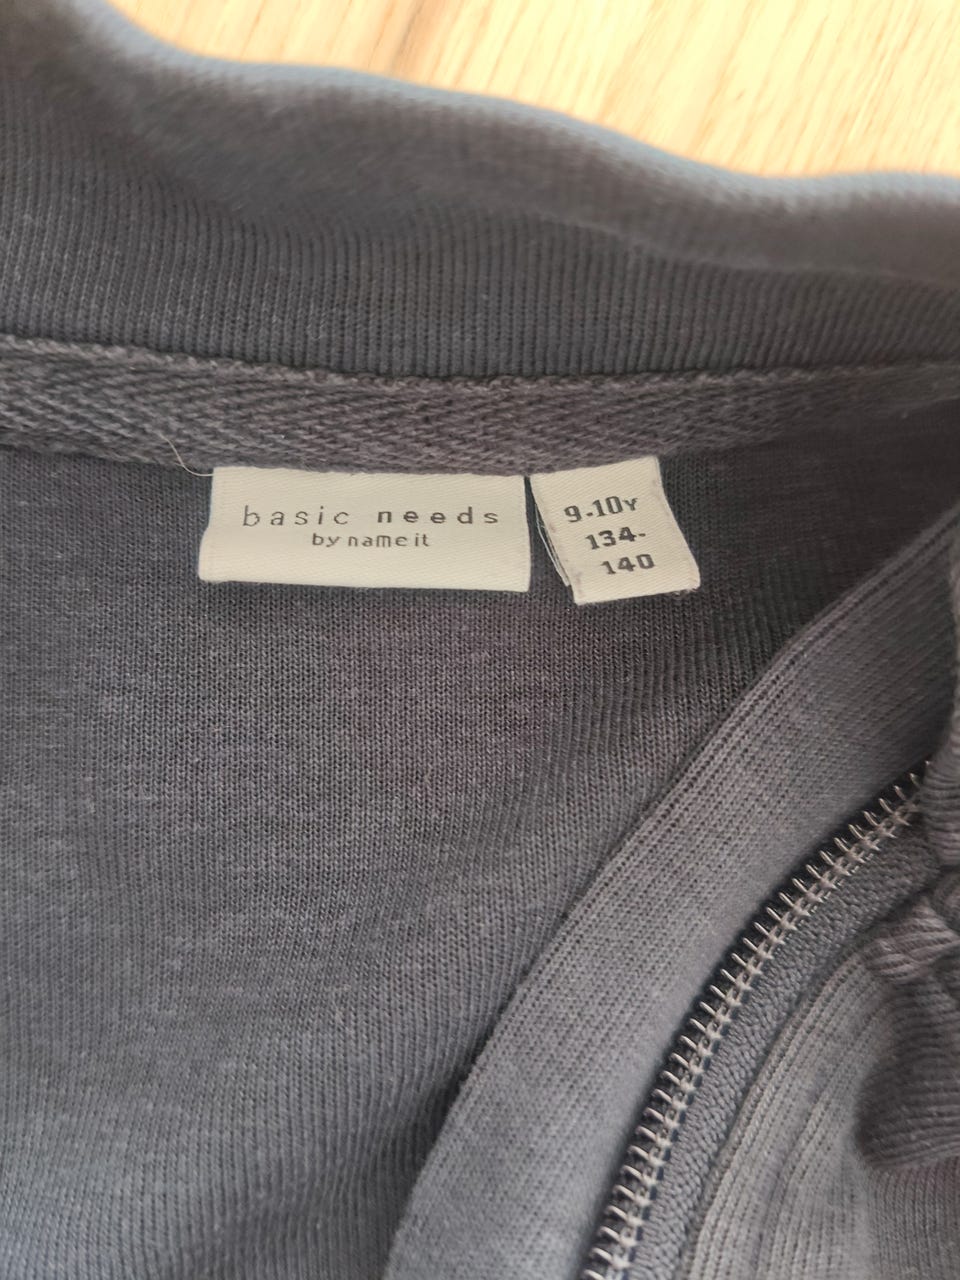 basic needs
by name it
9-10Y
134-
140